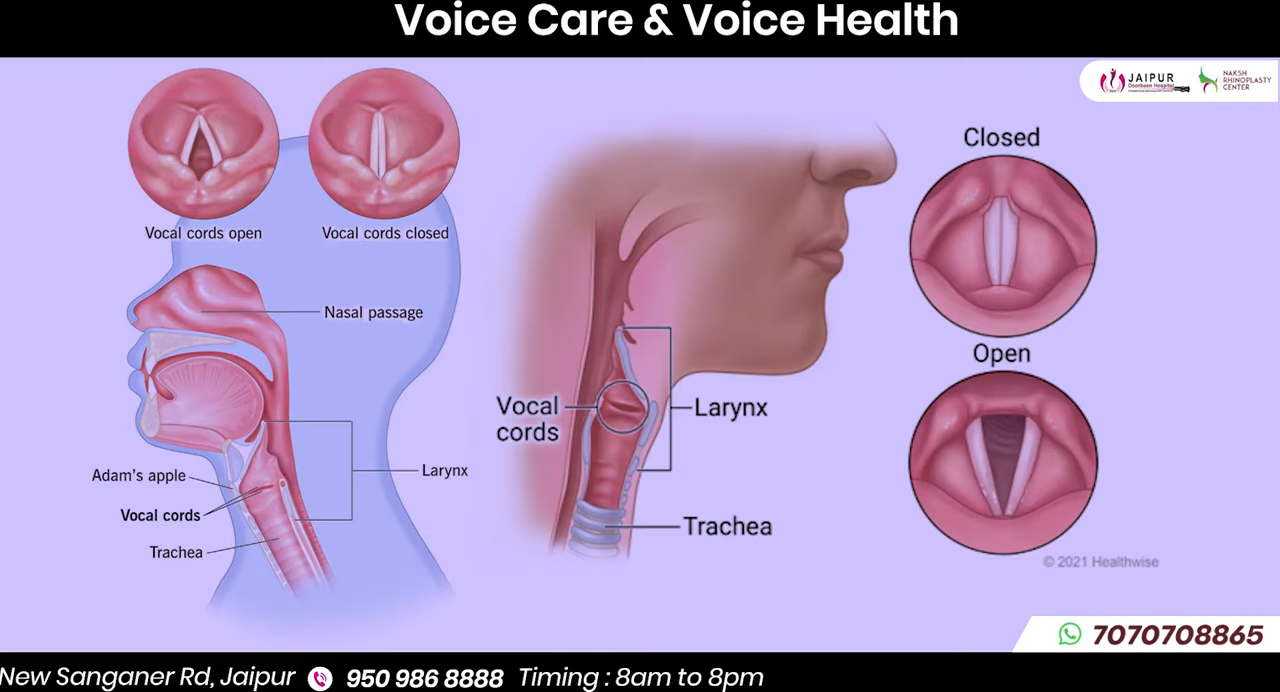 Voice Care & Voice Health
JAIPUR
Doorbeen Hospital
NAKSH
RHINOPLASTY
CENTER
Vocal cords open
Vocal cords closed
Nasal passage
Adam's apple
Vocal cords
Trachea
Larynx
Vocal
cords
Larynx
Trachea
Closed
Open
© 2021 Healthwise
7070708865
New Sanganer Rd, Jaipur 950 986 8888 Timing : 8am to 8pm